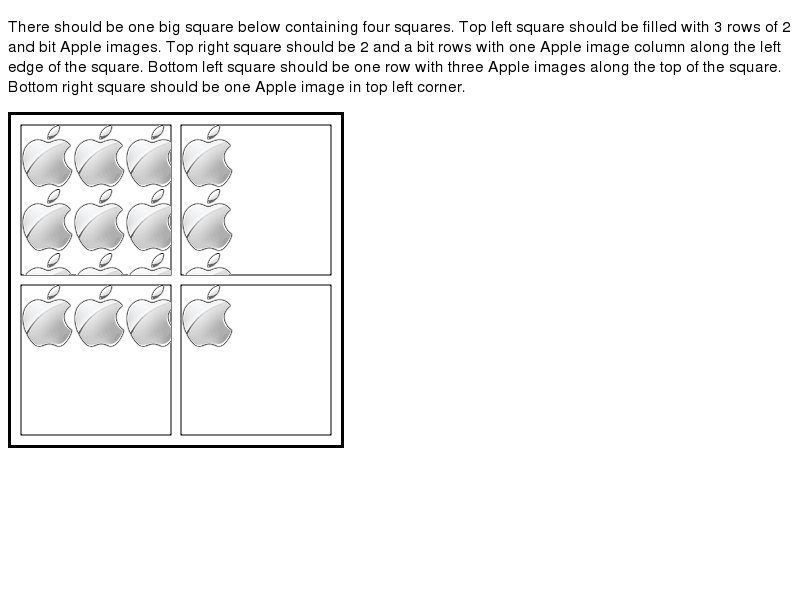 There should be one big square below containing four squares. Top left square should be filled with 3 rows of 2
and bit Apple images. Top right square should be 2 and a bit rows with one Apple image column along the left
edge of the square. Bottom left square should be one row with three Apple images along the top of the square.
Bottom right square should be one Apple image in top left corner.